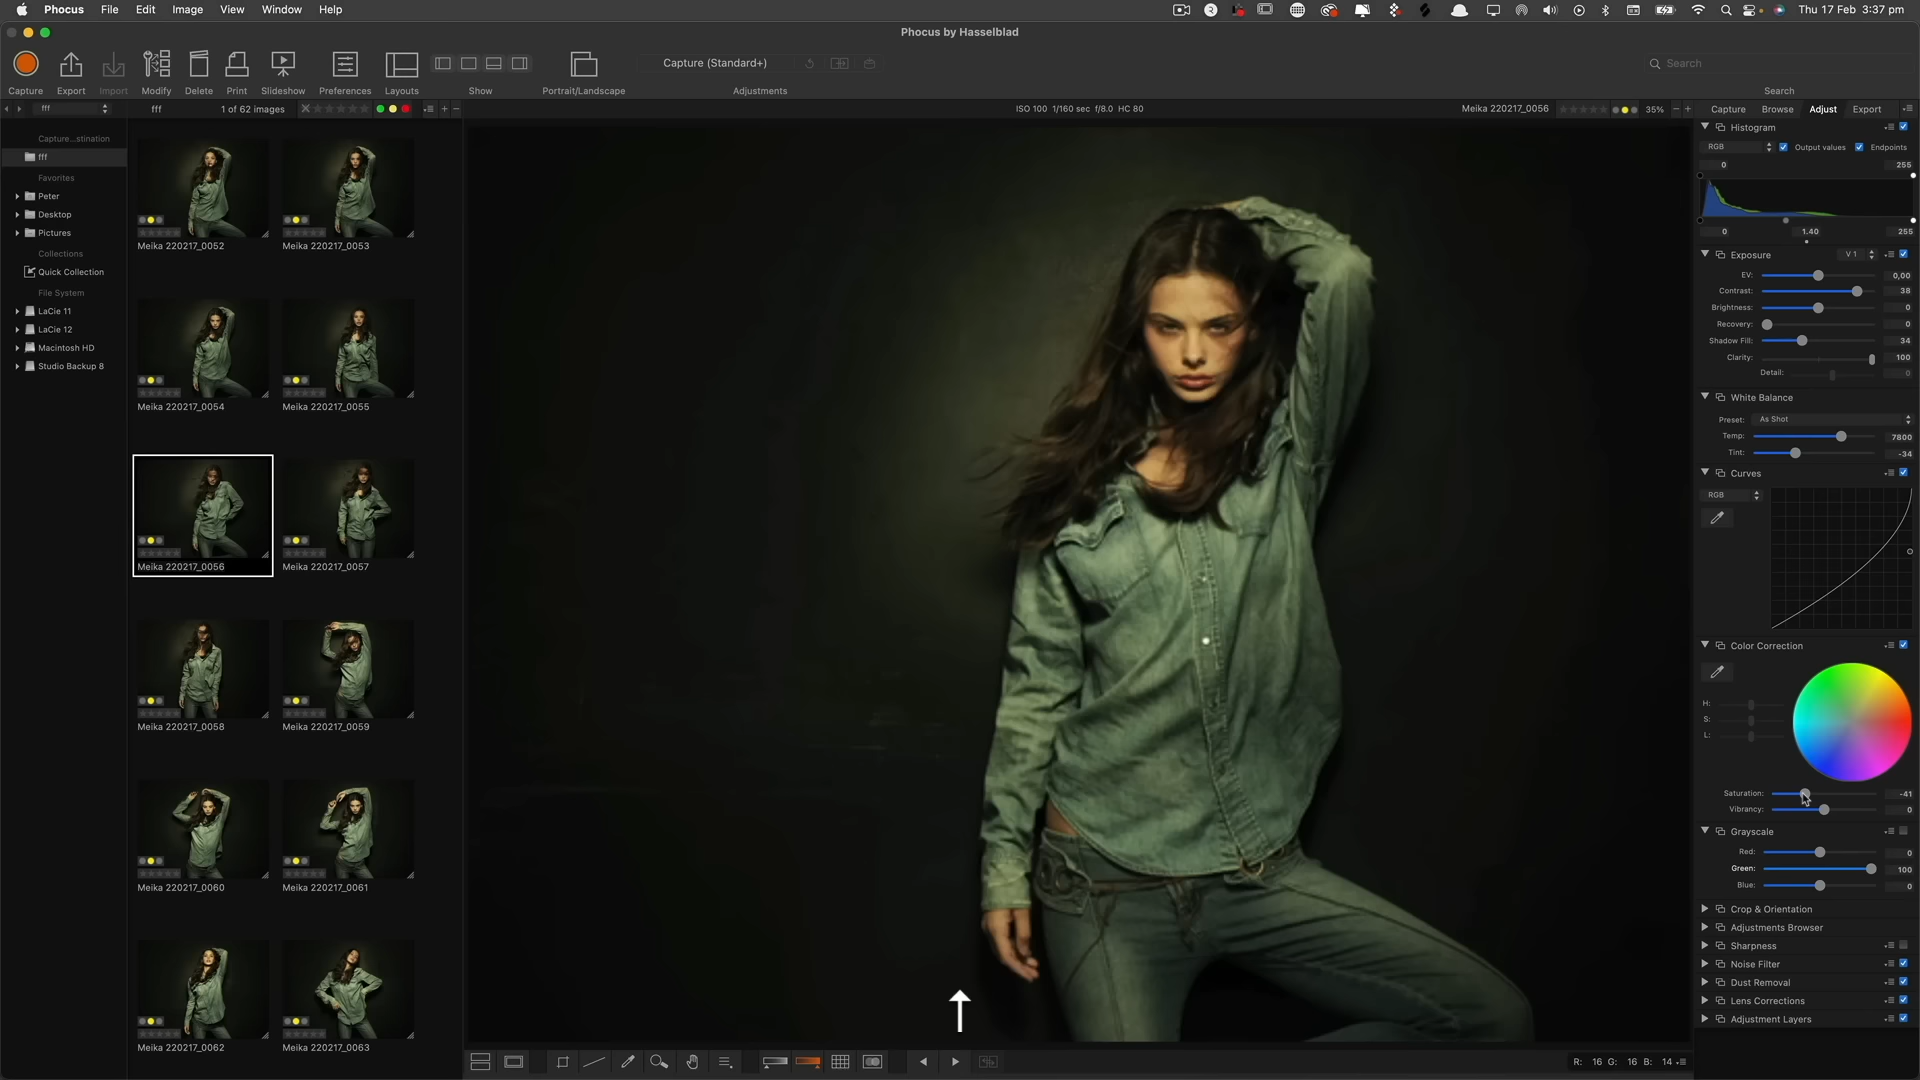 Phocus File Edit Image View Window Help Thu 17 Feb 3:37 pm
Phocus by Hasselblad
Capture (Standard+) Search
Capture Export Import Modify Delete Print Slideshow Preferences Layouts Show Portrait/Landscape Adjustments Search
fff fff 1 of 62 images ISO 100 1/160 sec f/8.0 HC 80 Meika 220217_0056 35% Capture Browse Adjust Export
Capture...stination
fff
Favorites
Peter
Desktop
Pictures
Collections
Quick Collection
File System
LaCie 11
LaCie 12
Macintosh HD
Studio Backup 8
Meika 220217_0052 Meika 220217_0053
Meika 220217_0054 Meika 220217_0055
Meika 220217_0056 Meika 220217_0057
Meika 220217_0058 Meika 220217_0059
Meika 220217_0060 Meika 220217_0061
Meika 220217_0062 Meika 220217_0063
Histogram
RGB Output values Endpoints
0 255
0 1.40 255
Exposure V 1
EV: 0,00
Contrast: 38
Brightness: 0
Recovery: 0
Shadow Fill: 34
Clarity: 100
Detail: 0
White Balance
Preset: As Shot
Temp: 7800
Tint: -34
Curves
RGB
Color Correction
H:
S:
L:
Saturation: -41
Vibrancy: 0
Grayscale
Red: 0
Green: 100
Blue: 0
Crop & Orientation
Adjustments Browser
Sharpness
Noise Filter
Dust Removal
Lens Corrections
Adjustment Layers
R: 16 G: 16 B: 14